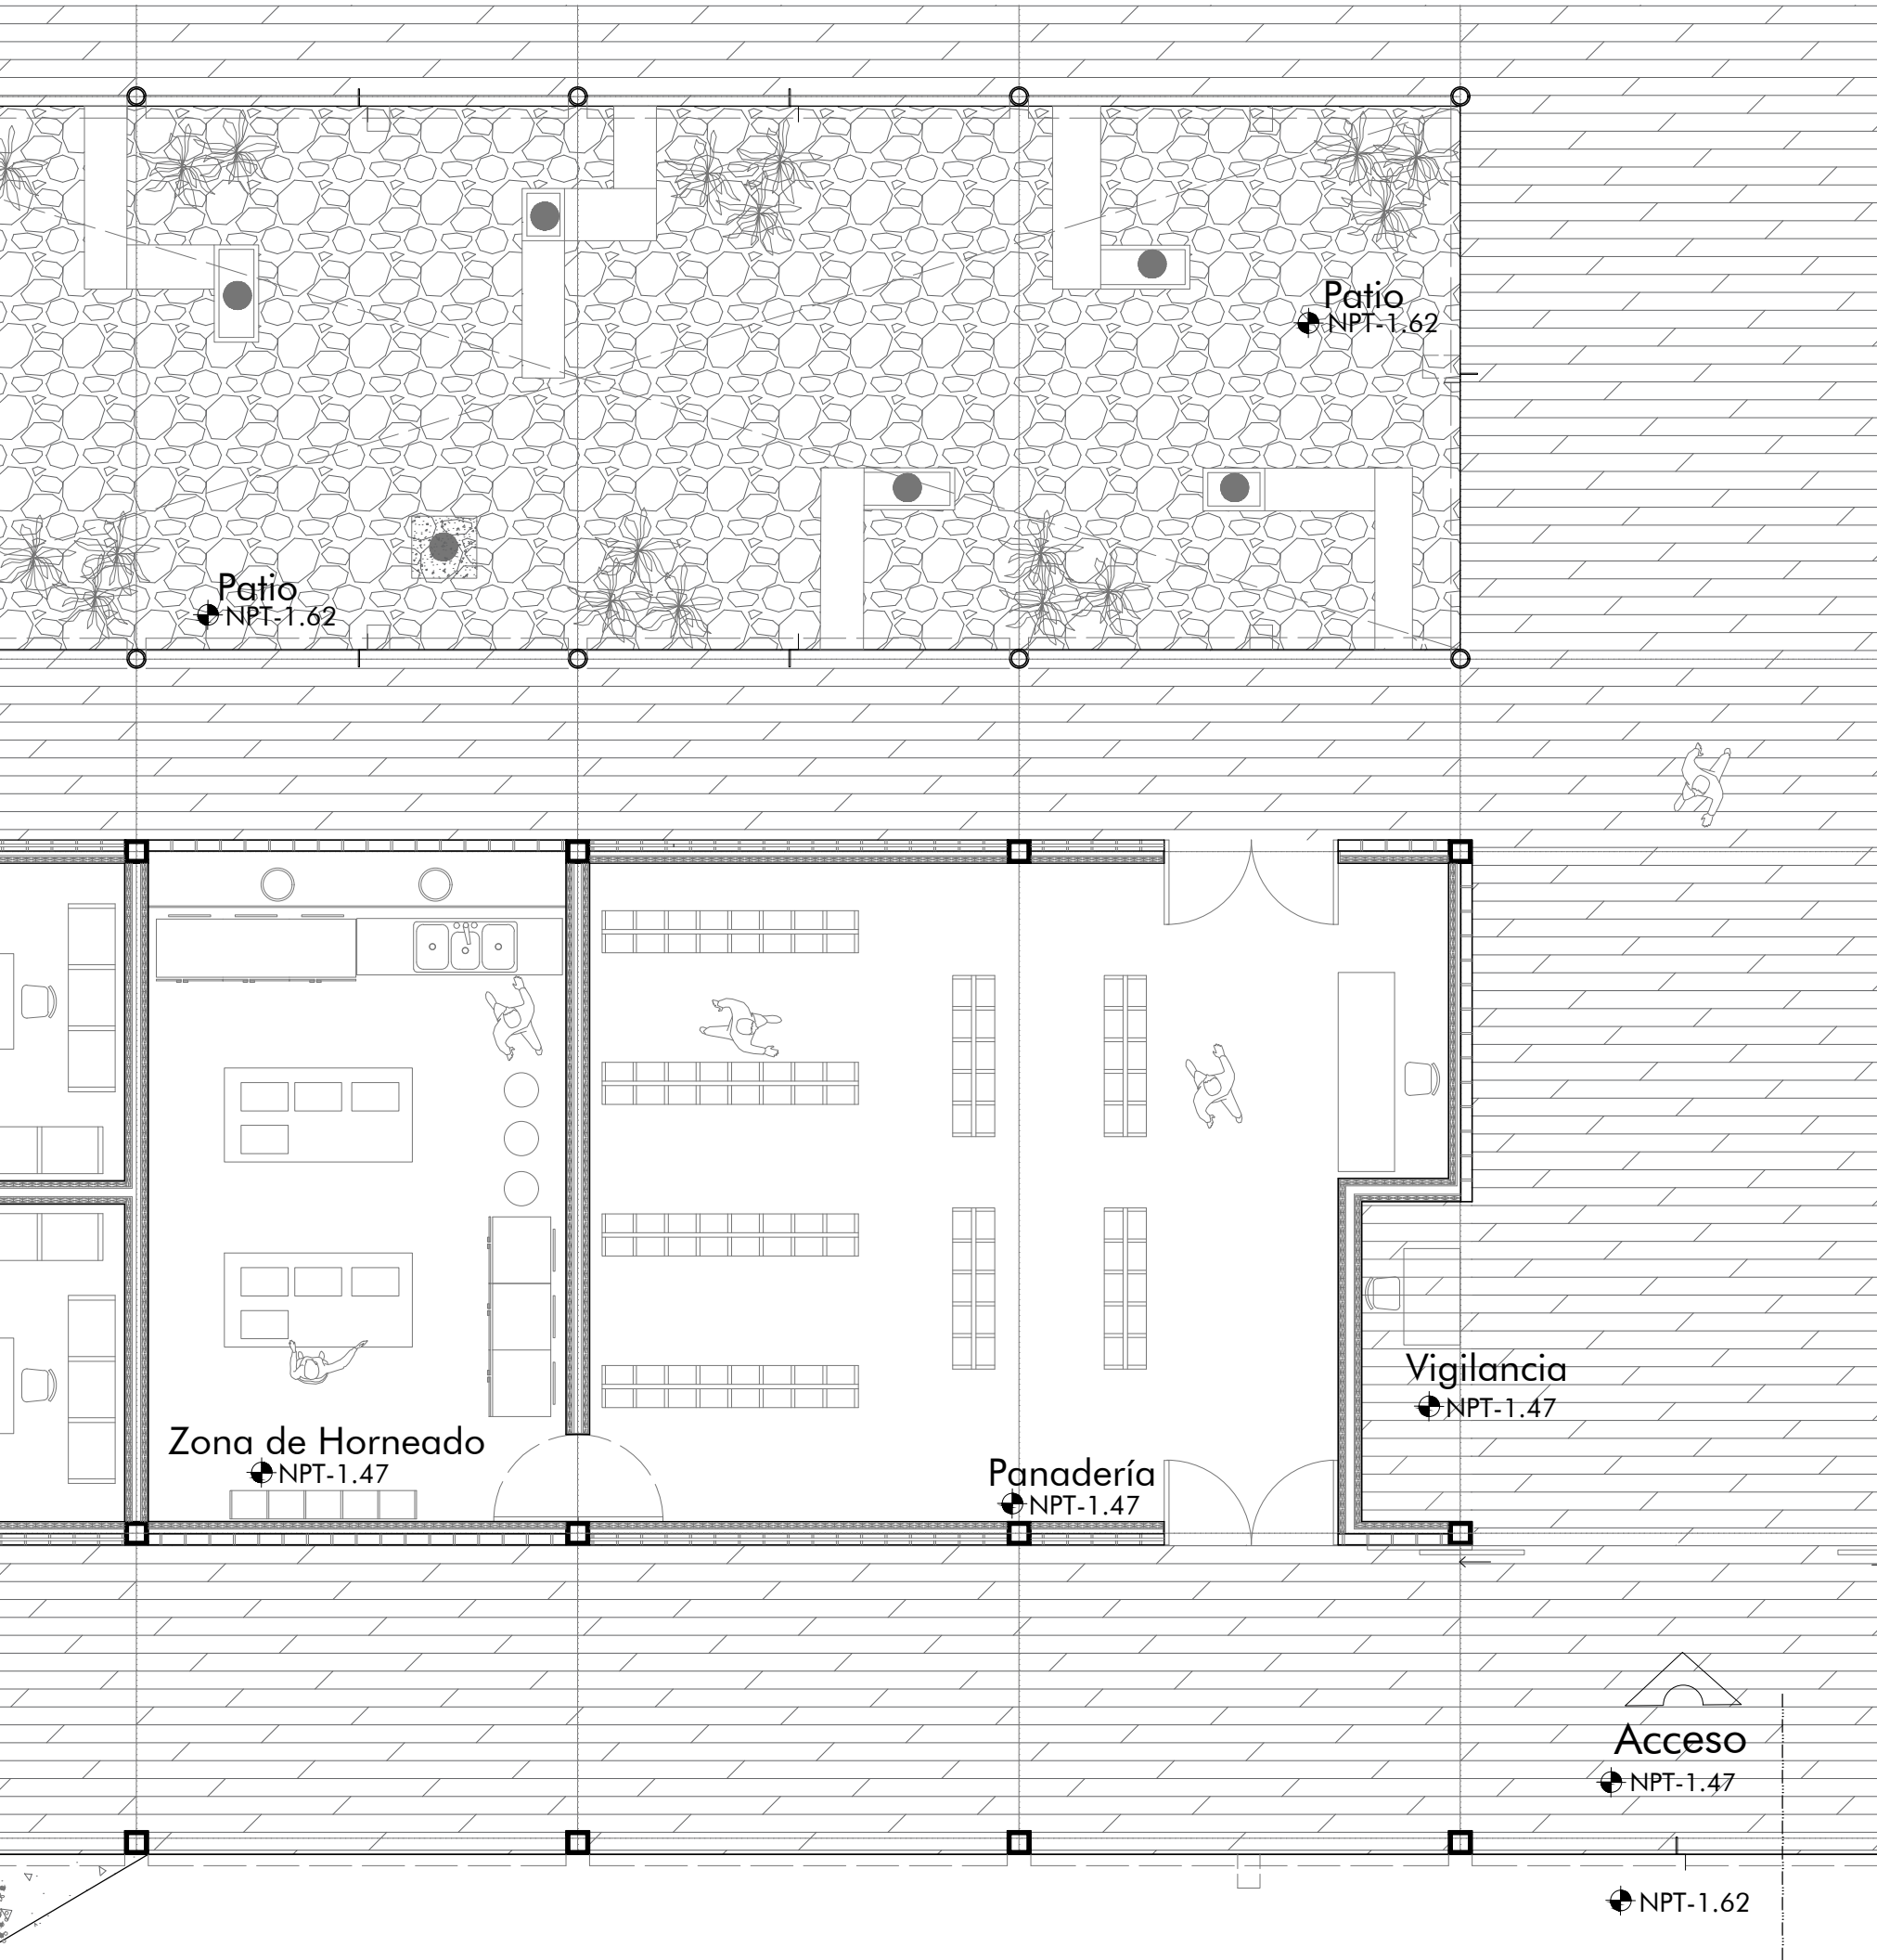 Patio
NPT-1.62
Patio
NPT-1.62
Vigilancia
NPT-1.47
Zona de Horneado
NPT-1.47
Panadería
NPT-1.47
Acceso
NPT-1.47
NPT-1.62